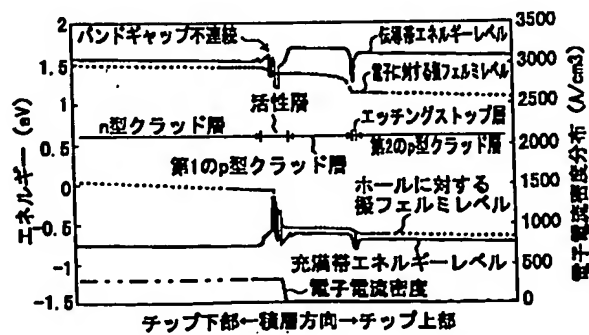 バンドギャップ不連続
伝導帯エネルギーレベル
電子に対する擬フェルミレベル
活性層
エッチングストップ層
n型クラッド層
第2のp型クラッド層
第1のp型クラッド層
ホールに対する
擬フェルミレベル
充満帯エネルギーレベル
電子電流密度
エネルギー (eV)
2
1.5
1
0.5
0
-0.5
-1
-1.5
電子電流密度分布 (A/cm3)
3500
3000
2500
2000
1500
1000
500
0
チップ下部←積層方向→チップ上部